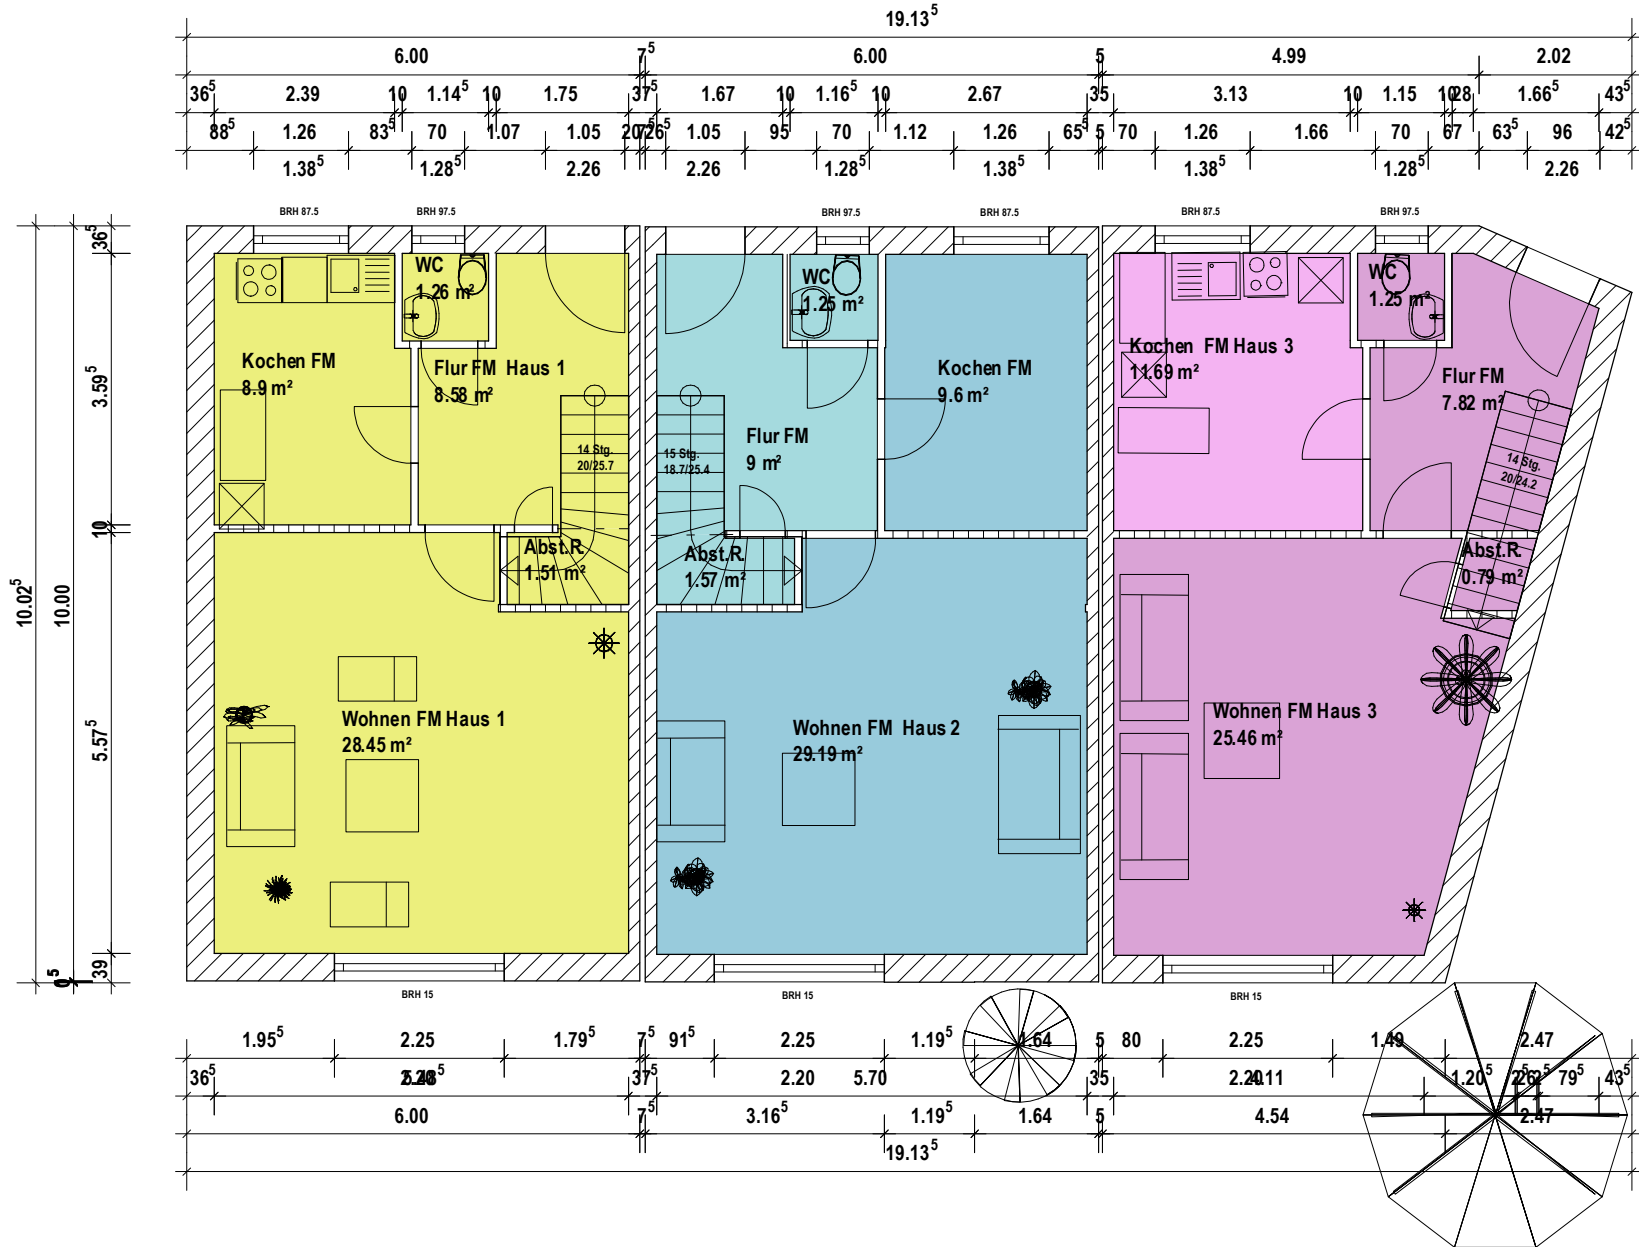 19.13⁵
6.00 7⁵ 6.00 5 4.99 2.02
36⁵ 2.39 10 1.14⁵ 10 1.75 37⁵ 1.67 10 1.16⁵ 10 2.67 35 3.13 10 1.15 10 28 1.66⁵ 43⁵
88⁵ 1.26 83⁵ 70 1.07 1.05 20 7⁵ 26⁵ 1.05 95⁵ 70 1.12 1.26 65⁵ 5 70 1.26 1.66 70 67 63⁵ 96 42⁵
1.38⁵ 1.28⁵ 2.26 2.26 1.28⁵ 1.38⁵ 1.38⁵ 1.28⁵ 2.26
BRH 87.5 BRH 97.5 BRH 97.5 BRH 87.5 BRH 87.5 BRH 97.5
36⁵
3.59⁵
10
5.57⁵
39
10.00
0⁵
10.02⁵
WC
1.26 m²
Kochen FM
8.9 m²
Flur FM Haus 1
8.58 m²
14 Stg.
20/25.7
Abst.R.
1.51 m²
Wohnen FM Haus 1
28.45 m²
WC
1.25 m²
Kochen FM
9.6 m²
Flur FM
9 m²
15 Stg.
18.7/25.4
Abst.R.
1.57 m²
Wohnen FM Haus 2
29.19 m²
WC
1.25 m²
Kochen FM Haus 3
11.69 m²
Flur FM
7.82 m²
14 Stg.
20/24.2
Abst.R.
0.79 m²
Wohnen FM Haus 3
25.46 m²
BRH 15 BRH 15 BRH 15
1.95⁵ 2.25 1.79⁵ 7⁵ 91⁵ 2.25 1.19⁵ 1.64 5 80 2.25 1.49 2.47
36⁵ 37⁵ 2.20 5.70 35 1.20⁵ 79⁵ 43⁵
6.00 7⁵ 3.16⁵ 1.19⁵ 1.64 5 4.54 2.47
19.13⁵